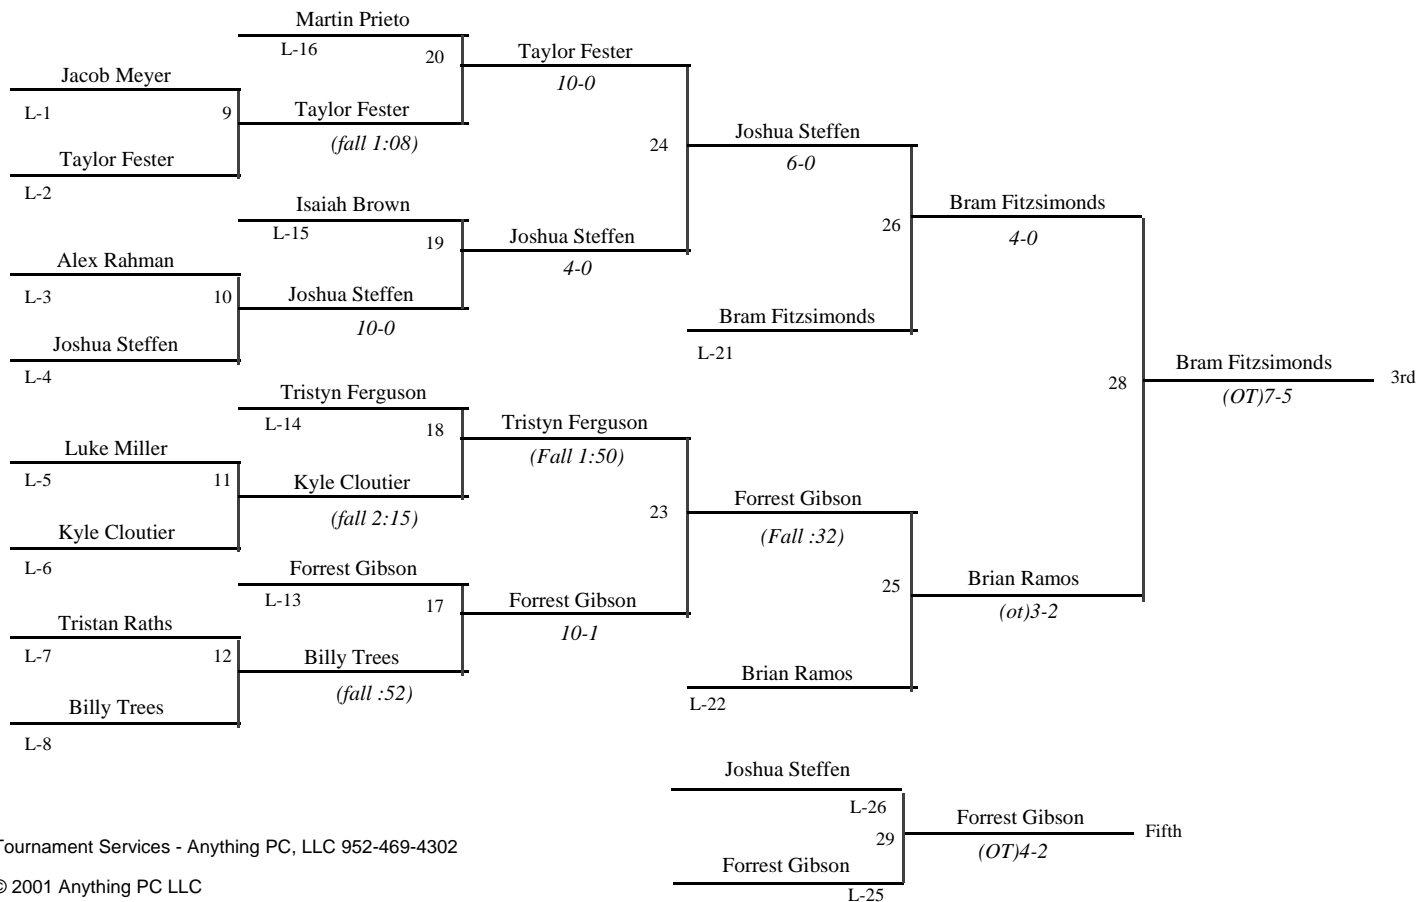 Martin Prieto
L-16
20
Taylor Fester
10-0
Jacob Meyer
L-1
9
Taylor Fester
(fall 1:08)
Taylor Fester
L-2
24
Joshua Steffen
6-0
Isaiah Brown
L-15
19
Joshua Steffen
4-0
Alex Rahman
L-3
10
Joshua Steffen
10-0
Joshua Steffen
L-4
26
Bram Fitzsimonds
4-0
Bram Fitzsimonds
L-21
28
Bram Fitzsimonds
(OT)7-5
3rd
Tristyn Ferguson
L-14
18
Tristyn Ferguson
(Fall 1:50)
Luke Miller
L-5
11
Kyle Cloutier
(fall 2:15)
Kyle Cloutier
L-6
23
Forrest Gibson
(Fall :32)
Forrest Gibson
L-13
17
Forrest Gibson
10-1
Tristan Raths
L-7
12
Billy Trees
(fall :52)
Billy Trees
L-8
25
Brian Ramos
(ot)3-2
Brian Ramos
L-22
Joshua Steffen
L-26
29
Forrest Gibson
(OT)4-2
Fifth
Forrest Gibson
L-25
Tournament Services - Anything PC, LLC 952-469-4302
© 2001 Anything PC LLC